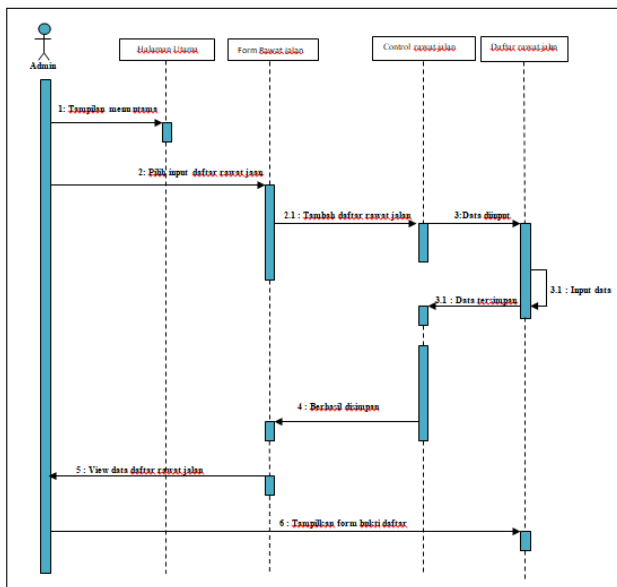 Halaman Utama
Form Rawat jalan
Control rawat jalan
Daftar rawat jalan
Admin
1: Tampilan menu utama
2: Pilih input daftar rawat jaan
2.1 : Tambah daftar rawat jalan
3:Data diinput
3.1 : Input data
3.1 : Data tersimpan
4 : Berhasil disimpan
5 : View data daftar rawat jalan
6 : Tampilkan form bukti daftar